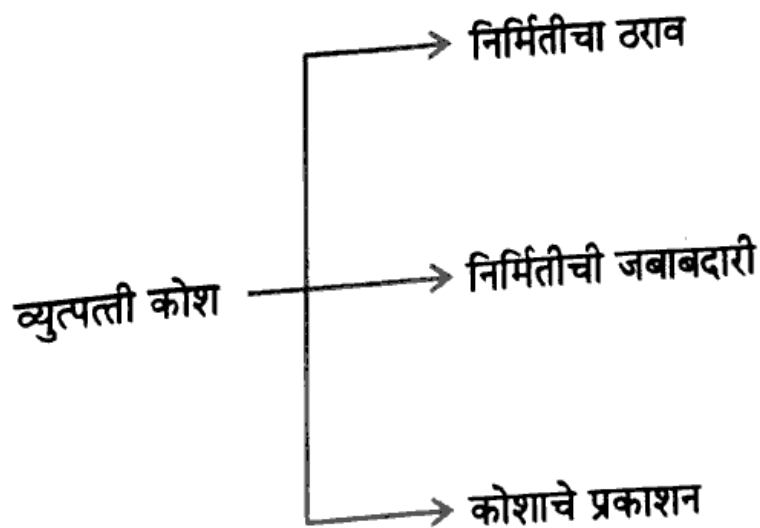 निर्मितीचा ठराव
व्युत्पत्ती कोश
निर्मितीची जबाबदारी
कोशाचे प्रकाशन